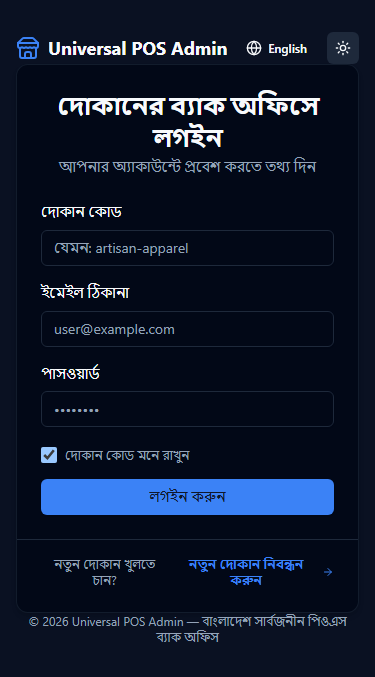 Universal POS Admin
English
দোকানের ব্যাক অফিসে
লগইন
আপনার অ্যাকাউন্টে প্রবেশ করতে তথ্য দিন
দোকান কোড
যেমন: artisan-apparel
ইমেইল ঠিকানা
user@example.com
পাসওয়ার্ড
••••••••
দোকান কোড মনে রাখুন
লগইন করুন
নতুন দোকান খুলতে
চান?
নতুন দোকান নিবন্ধন
করুন →
© 2026 Universal POS Admin — বাংলাদেশ সার্বজনীন পিওএস
ব্যাক অফিস